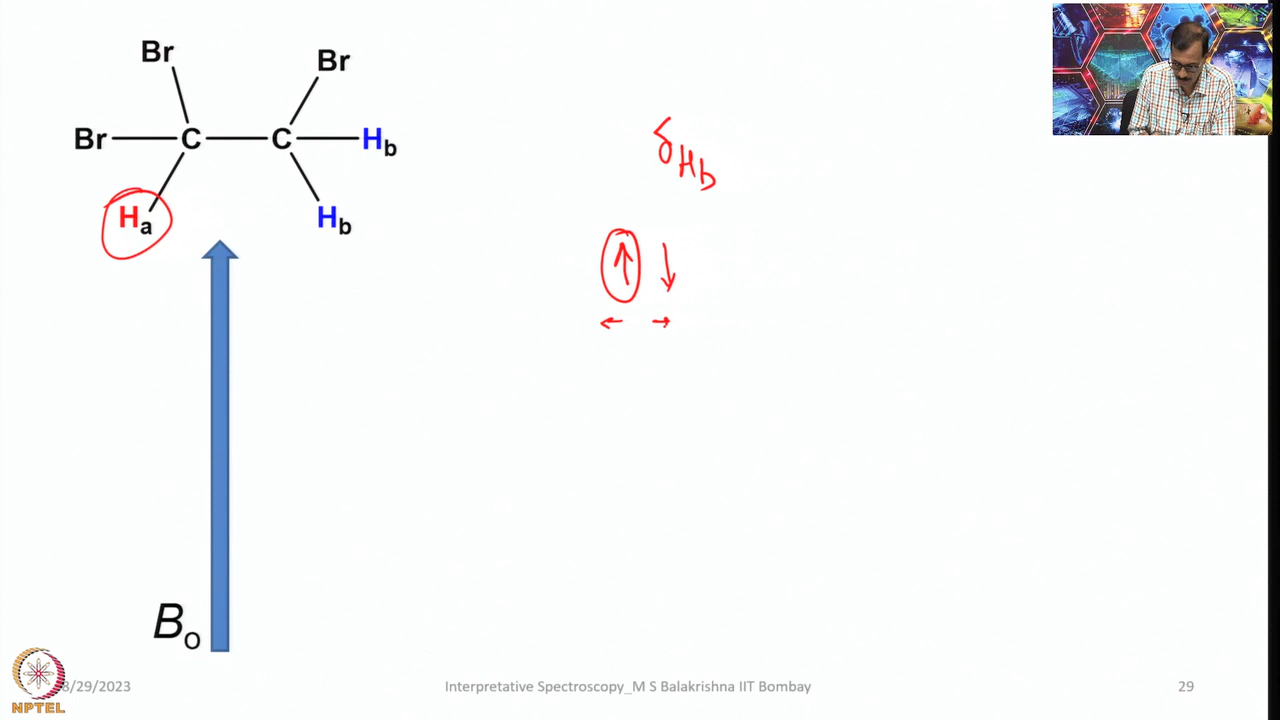 Br
Br
Br
C
C
Hb
Ha
Hb
δHb
↑ ↓
← →
Bo
8/29/2023
Interpretative Spectroscopy_M S Balakrishna IIT Bombay
29
NPTEL